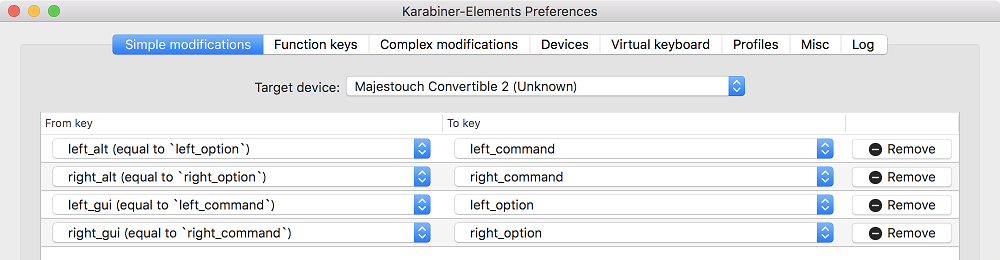 Karabiner-Elements Preferences
Simple modifications Function keys Complex modifications Devices Virtual keyboard Profiles Misc Log
Target device: Majestouch Convertible 2 (Unknown)
From key To key
left_alt (equal to `left_option`) left_command Remove
right_alt (equal to `right_option`) right_command Remove
left_gui (equal to `left_command`) left_option Remove
right_gui (equal to `right_command`) right_option Remove